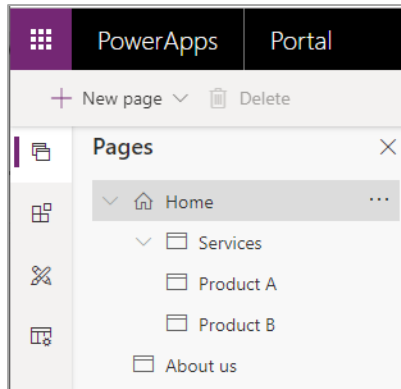 PowerApps Portal
New page Delete
Pages
Home ...
Services
Product A
Product B
About us